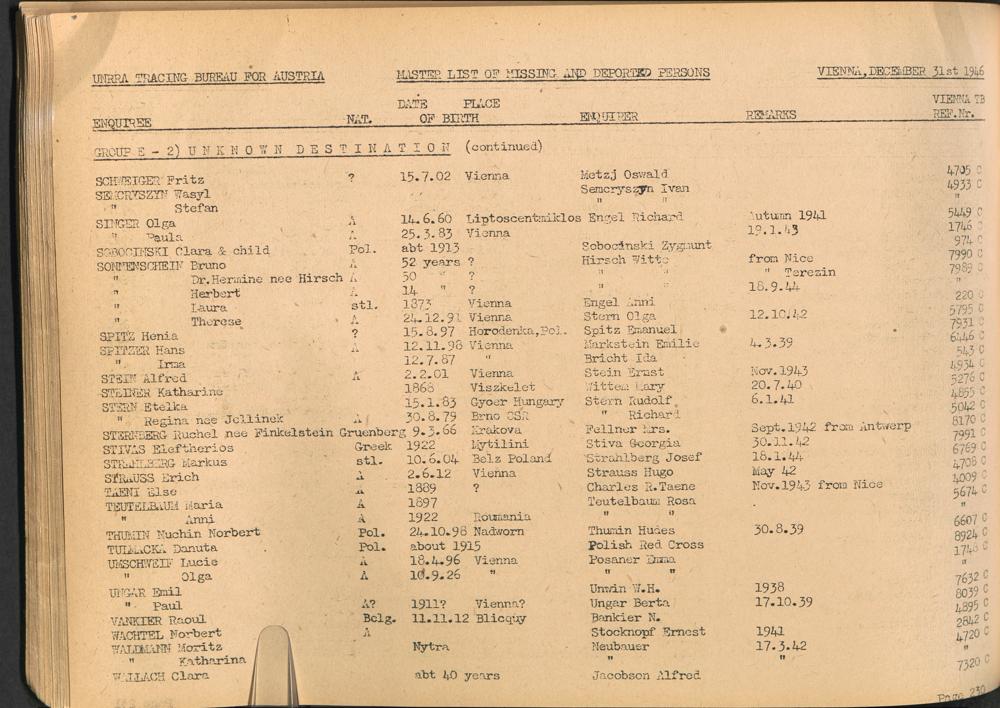 UNRRA TRACING BUREAU FOR AUSTRIA MASTER LIST OF MISSING AND DEPORTED PERSONS VIENNA, DECEMBER 31st 1946
ENQUIREE NAT. DATE PLACE OF BIRTH ENQUIRER REMARKS VIENNA TB REF.Nr.
GROUP E - 2) UNKNOWN DESTINATION (continued)
SCHWEIGER Fritz ? 15.7.02 Vienna Metzj Oswald 4705 C
SEMCRYSZYN Wasyl Semcryszyn Ivan 4933 C
" Stefan " " "
SINGER Olga A 14.6.60 Liptoscentmiklos Engel Richard Autumn 1941 5449 C
" Paula A 25.3.83 Vienna 19.1.43 1746 C
SOBOCINSKI Clara & child Pol. abt 1913 Sobocinski Zygmunt 974 C
SONNENSCHEIN Bruno A 52 years ? Hirsch Witte from Nice 7990 C
" Dr.Hermine nee Hirsch A 50 " ? " " " Terezin 7989 C
" Herbert A 14 " ? " " 18.9.44 "
" Laura stl. 1873 Vienna Engel Anni 220 C
" Therese A 24.12.91 Vienna Stern Olga 12.10.42 5795 C
SPITZ Henia ? 15.8.97 Horodenka,Pol. Spitz Emanuel 7931 C
SPITZER Hans A 12.11.98 Vienna Markstein Emilie 4.3.39 6446 C
" Irma 12.7.87 " Bricht Ida 543 C
STEIN Alfred A 2.2.01 Vienna Stein Ernst Nov.1943 4934 C
STEINER Katharine 1868 Viszkelet Wittem Mary 20.7.40 5276 C
STERN Etelka 15.1.83 Gyoer Hungary Stern Rudolf 6.1.41 4855 C
" Regina nee Jellinek A 30.8.79 Brno CSR " Richard 5042 C
STERNBERG Ruchel nee Finkelstein Gruenberg 9.3.66 Krakova Fellner Mrs. Sept.1942 from Antwerp 8170 C
STIVAS Eleftherios Greek 1922 Mytilini Stiva Georgia 30.11.42 7991 C
STRAHLBERG Markus stl. 10.6.04 Belz Poland Strahlberg Josef 18.1.44 6769 C
STRAUSS Erich A 2.6.12 Vienna Strauss Hugo May 42 4708 C
TAENI Else A 1889 ? Charles R.Taene Nov.1943 from Nice 4009 C
TEUTELBAUM Maria A 1897 Teutelbaum Rosa 5674 C
" Anni A 1922 Roumania " " "
THUMIN Nuchin Norbert Pol. 24.10.98 Nadworn Thumin Hudes 30.8.39 6607 C
TULMACKA Danuta Pol. about 1915 Polish Red Cross 8924 C
UMSCHWEIF Lucie A 18.4.96 Vienna Posaner Emma
" Olga A 10.9.26 " " " "
UNGAR Emil Unwin W.H. 1938 7632 C
" Paul A? 1911? Vienna? Ungar Berta 17.10.39 8039 C
VANKIER Raoul Belg. 11.11.12 Blicquy Bankier N. 4895 C
WACHTEL Norbert A Stocknopf Ernest 1941 2842 C
WALDMANN Moritz Nytra Neubauer 17.3.42 4720 C
" Katharina " " "
WALLACH Clara abt 40 years Jacobson Alfred 7320 C
Page 230